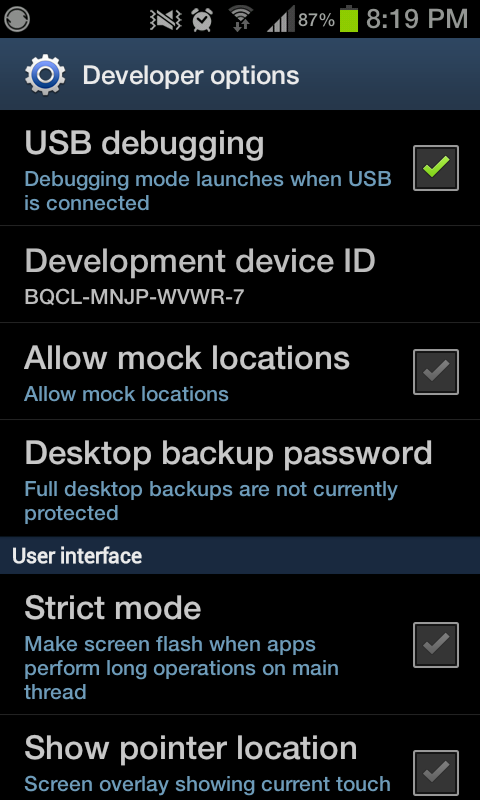 87% 8:19 PM
Developer options
USB debugging
Debugging mode launches when USB
is connected
Development device ID
BQCL-MNJP-WVWR-7
Allow mock locations
Allow mock locations
Desktop backup password
Full desktop backups are not currently
protected
User interface
Strict mode
Make screen flash when apps
perform long operations on main
thread
Show pointer location
Screen overlay showing current touch